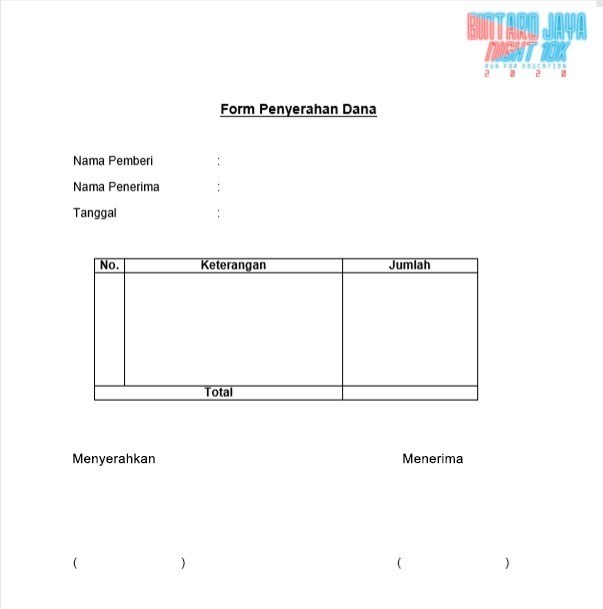 BINTARO JAYA
NIGHT 10K
RUN FOR EDUCATION
2 0 2 0
Form Penyerahan Dana
Nama Pemberi :
Nama Penerima :
Tanggal :
No. Keterangan Jumlah
Total
Menyerahkan Menerima
( ) ( )